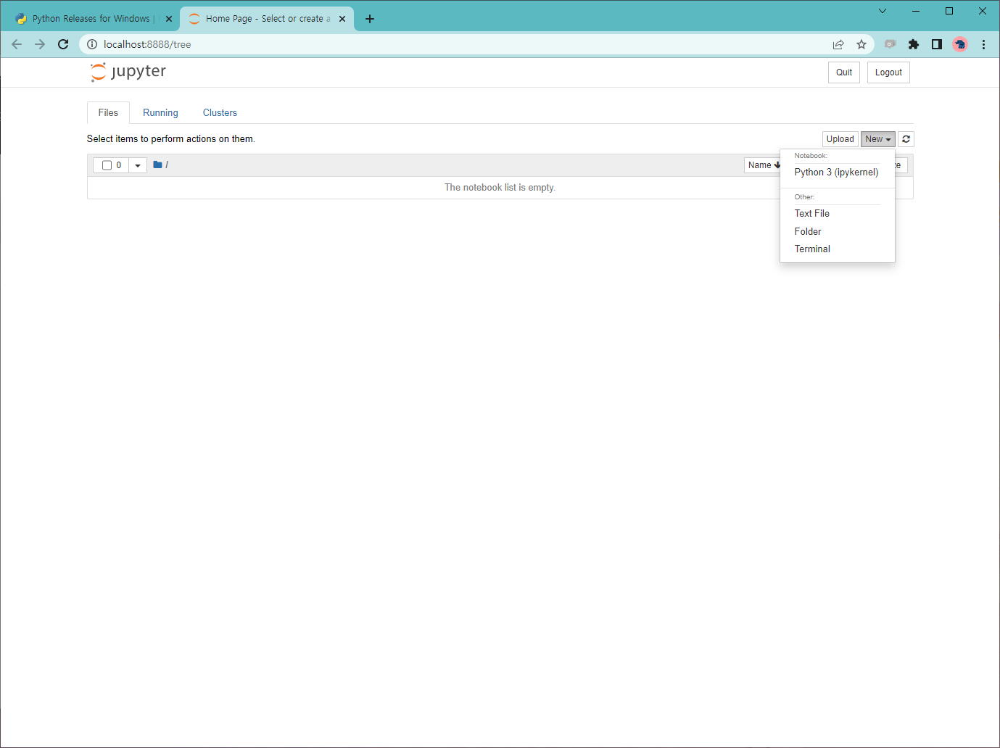 Python Releases for Windows |
Home Page - Select or create a
localhost:8888/tree
jupyter
Quit
Logout
Files
Running
Clusters
Select items to perform actions on them.
Upload
New
0
/
Name
ze
The notebook list is empty.
Notebook:
Python 3 (ipykernel)
Other:
Text File
Folder
Terminal